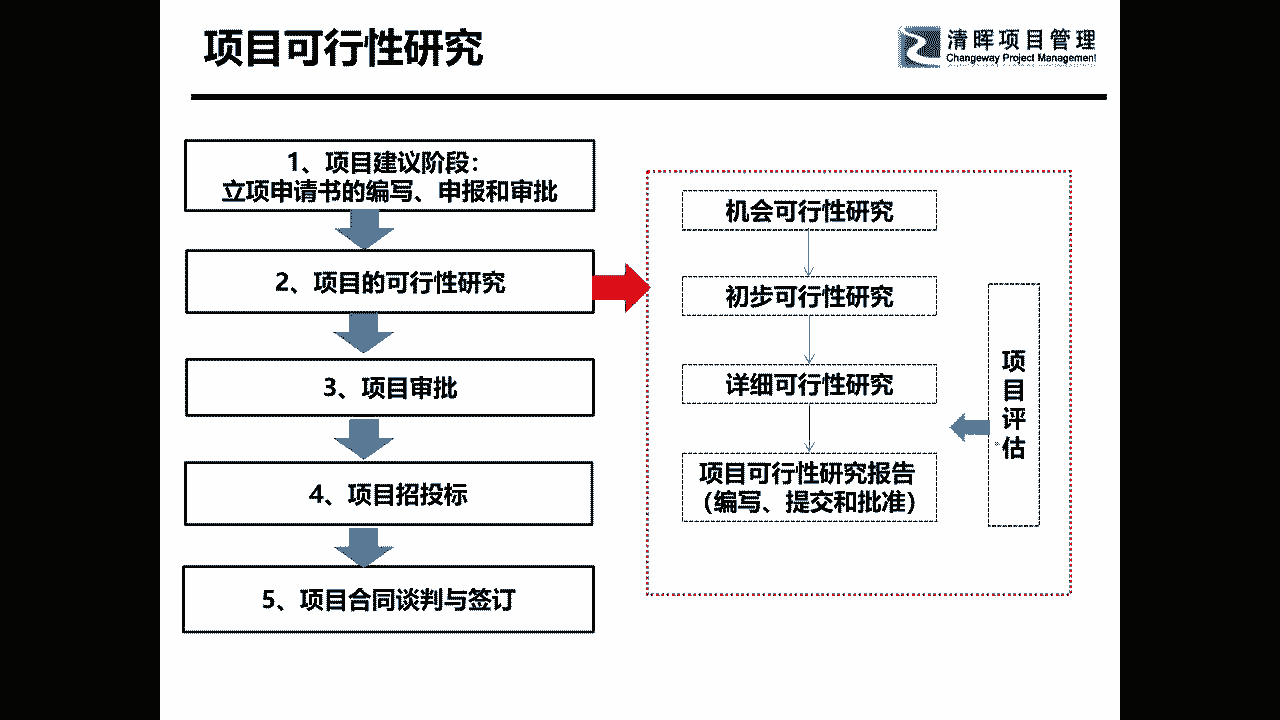 项目可行性研究
清晖项目管理
Changeway Project Management
1、项目建议阶段：
立项申请书的编写、申报和审批
2、项目的可行性研究
3、项目审批
4、项目招投标
5、项目合同谈判与签订
机会可行性研究
初步可行性研究
详细可行性研究
项目可行性研究报告
（编写、提交和批准）
项目评估